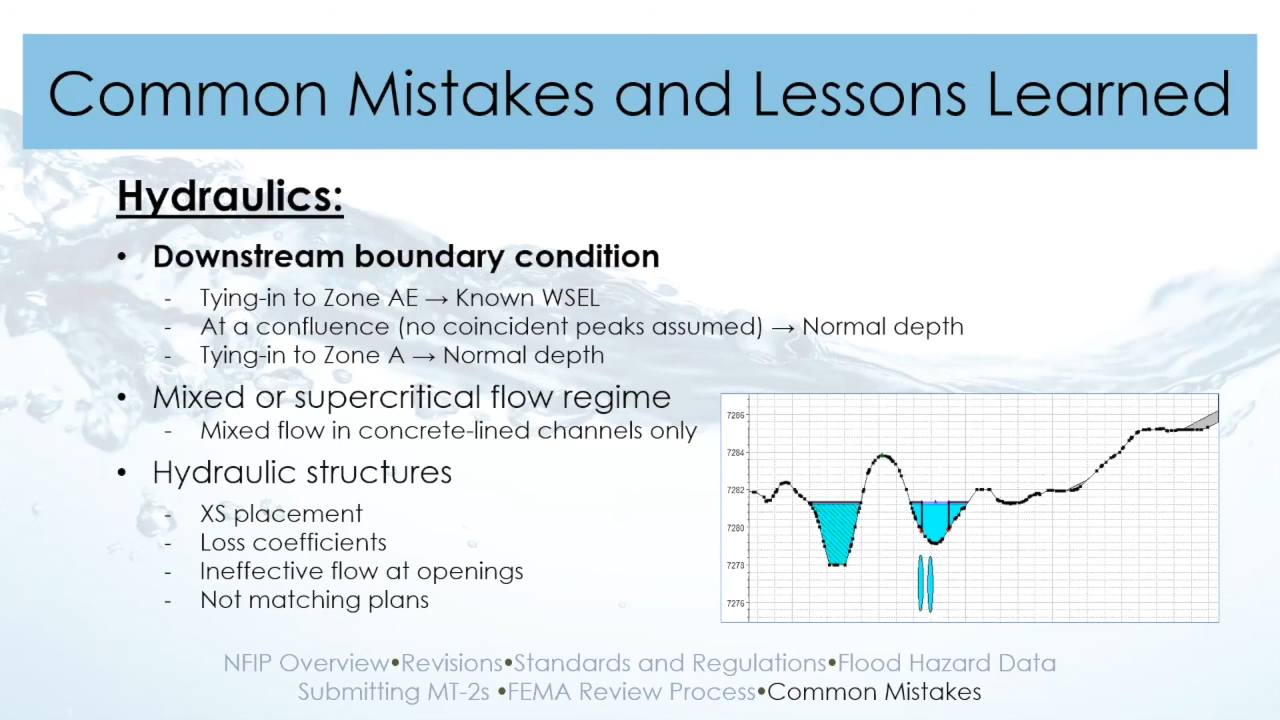 Common Mistakes and Lessons Learned
Hydraulics:
• Downstream boundary condition
- Tying-in to Zone AE → Known WSEL
- At a confluence (no coincident peaks assumed) → Normal depth
- Tying-in to Zone A → Normal depth
• Mixed or supercritical flow regime
- Mixed flow in concrete-lined channels only
• Hydraulic structures
- XS placement
- Loss coefficients
- Ineffective flow at openings
- Not matching plans
7286
7284
7282
7280
7278
7276
NFIP Overview•Revisions•Standards and Regulations•Flood Hazard Data
Submitting MT-2s •FEMA Review Process•Common Mistakes